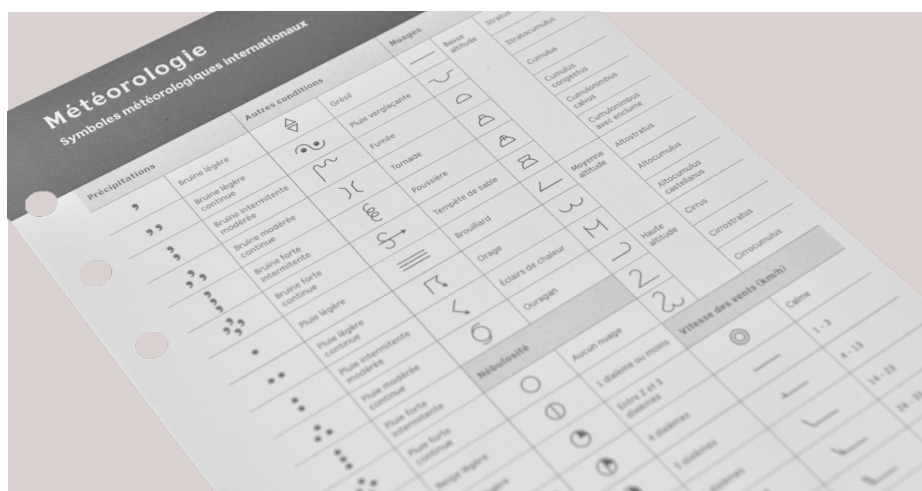 Météorologie
Symboles météorologiques internationaux
Précipitations
Bruine légère
Bruine légère
continue
Bruine intermitente
modérée
Bruine modérée
continue
Bruine forte
intermitente
Bruine forte
continue
Pluie légère
Pluie légère
continue
Pluie intermitente
modérée
Pluie modérée
continue
Pluie forte
intermitente
Pluie forte
continue
Neige légère
Autres conditions
Grésil
Pluie verglaçante
Fumée
Tornade
Poussière
Tempête de sable
Brouillard
Orage
Éclairs de chaleur
Ouragan
Nébulosité
Aucun nuage
1 dixième ou moins
Entre 2 et 3
dixièmes
4 dixièmes
5 dixièmes
Nuages
Basse
altitude
Stratus
Stratocumulus
Cumulus
Cumulus
congestus
Cumulonimbus
calvus
Cumulonimbus
avec enclume
Moyenne
altitude
Altostratus
Altocumulus
Altocumulus
castellanus
Haute
altitude
Cirrus
Cirrostratus
Cirrocumulus
Vitesse des vents (km/h)
Calme
1 - 3
4 - 13
14 - 23